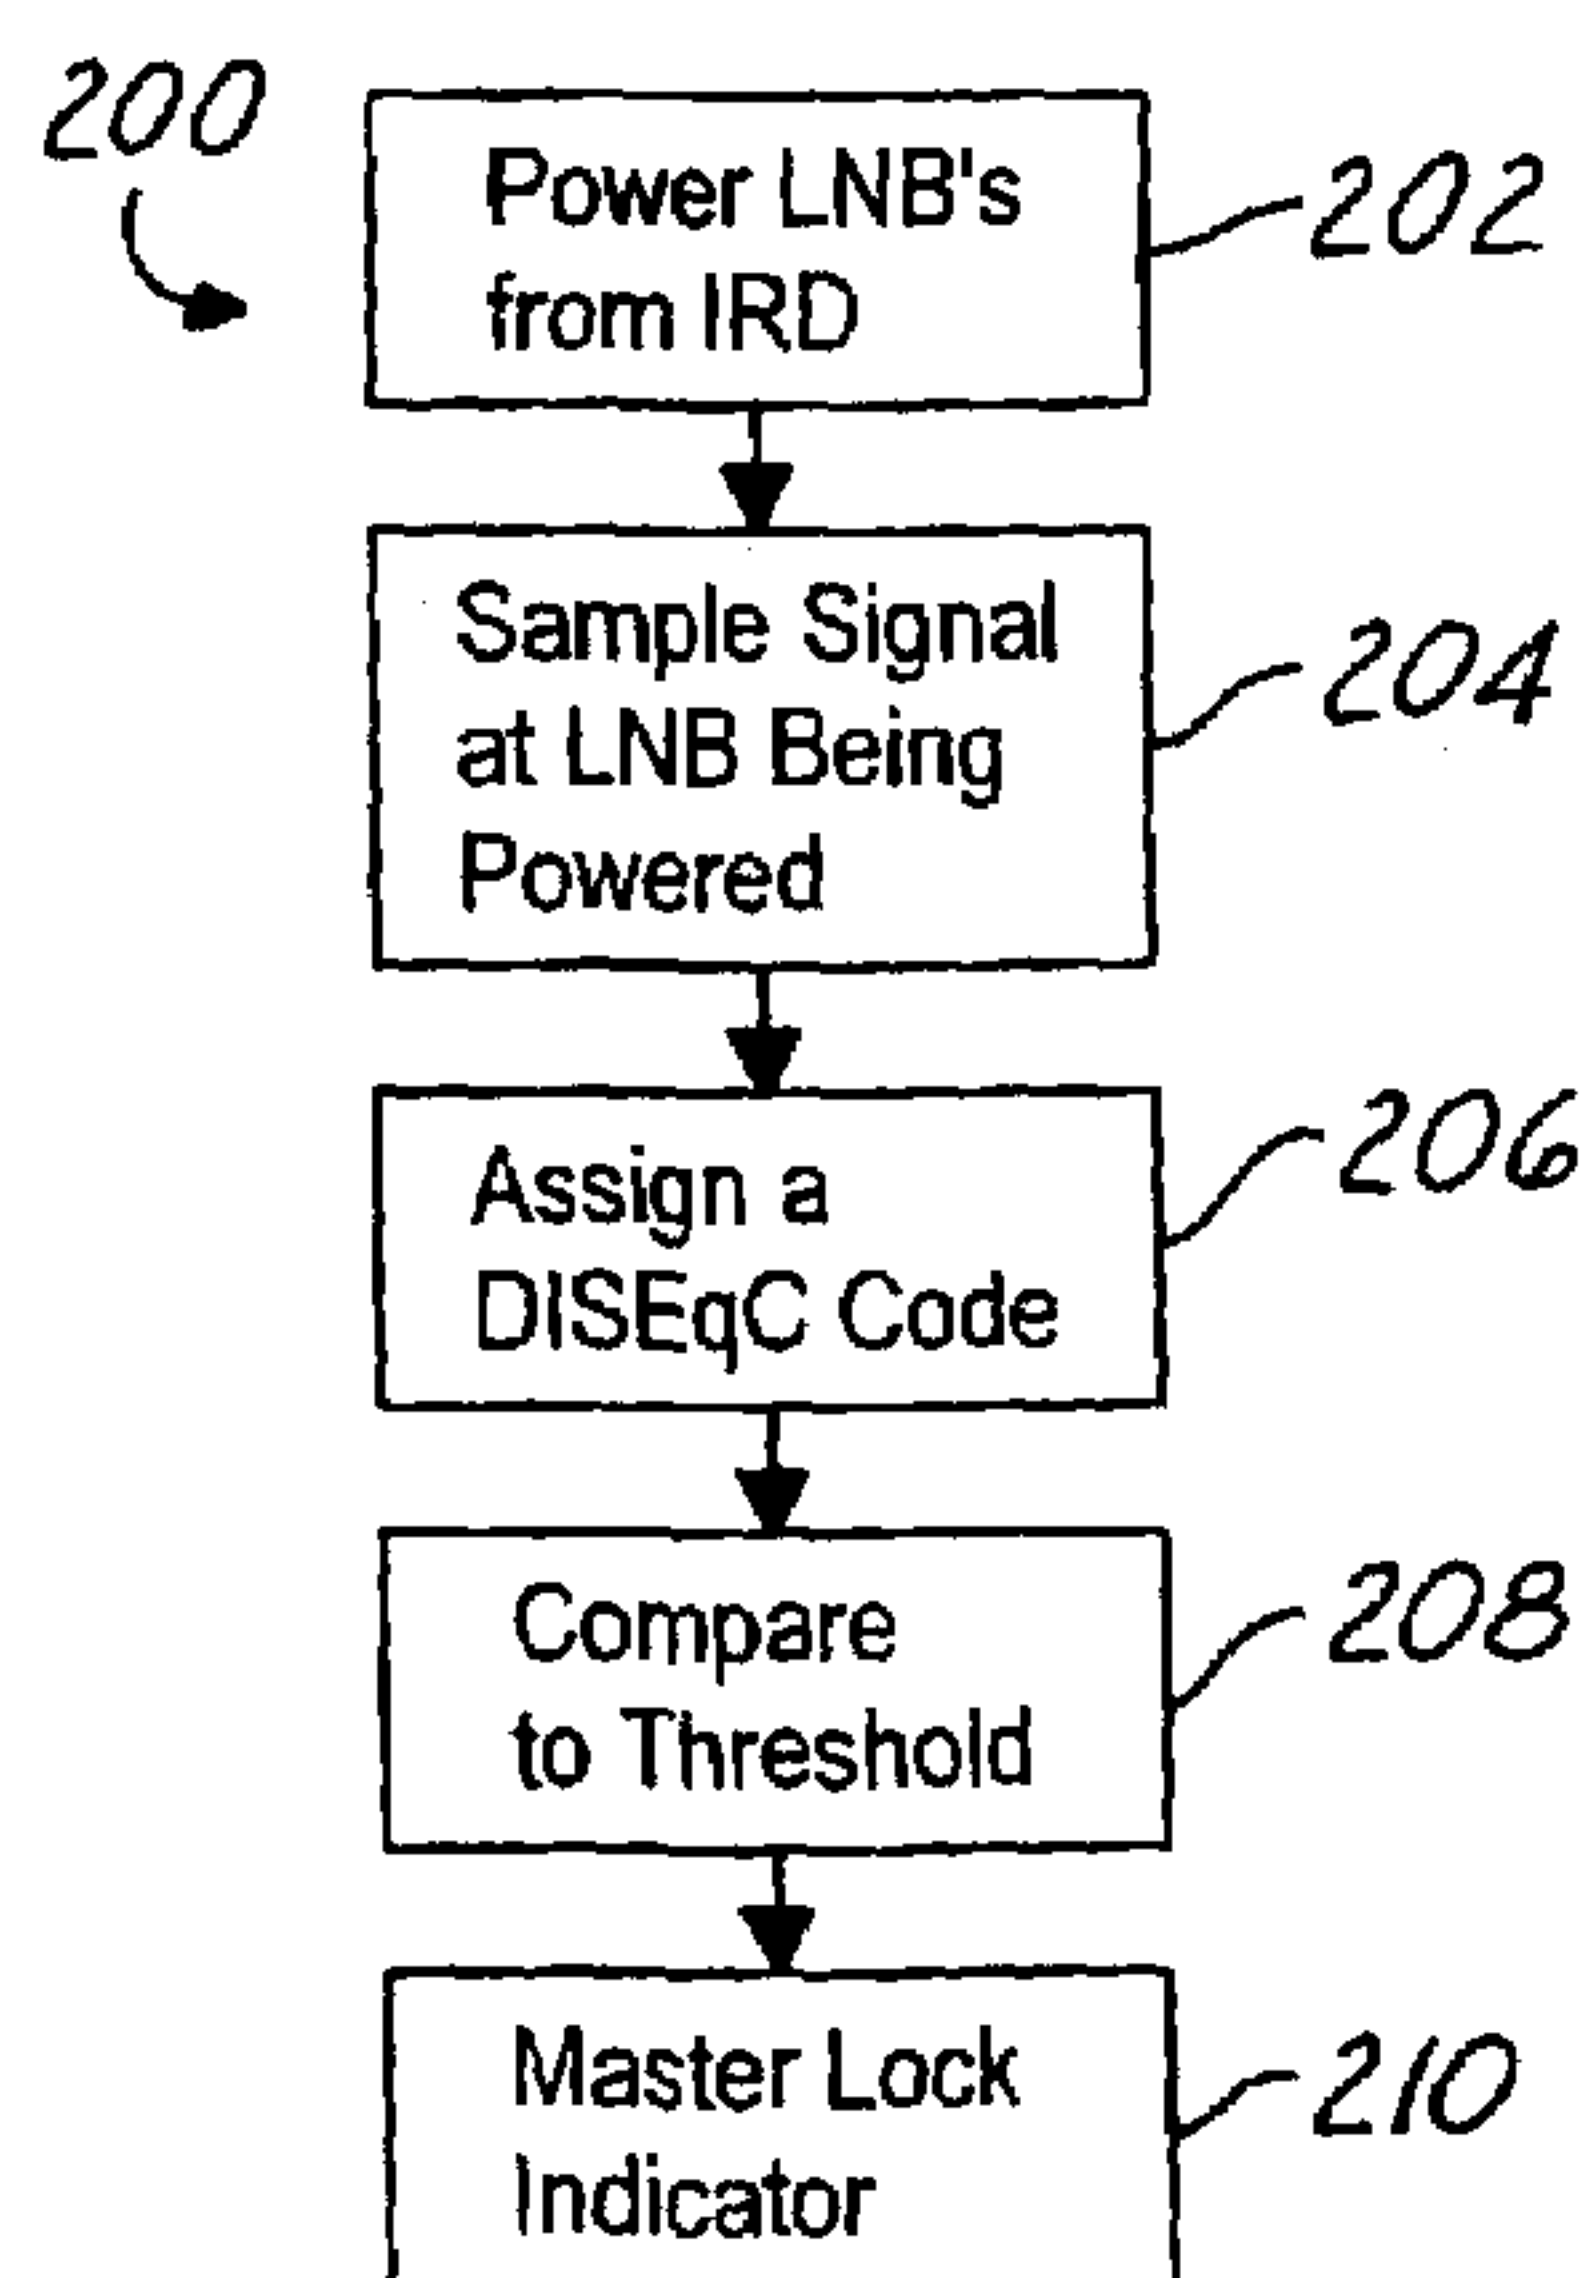 200
Power LNB's
from IRD
202
Sample Signal
at LNB Being
Powered
204
Assign a
DISEqC Code
206
Compare
to Threshold
208
Master Lock
Indicator
210